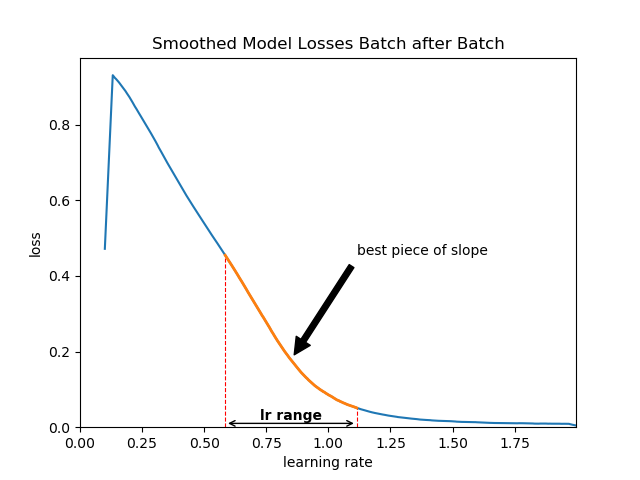 Smoothed Model Losses Batch after Batch
0.8
0.6
0.4
0.2
0.0
loss
best piece of slope
lr range
0.00 0.25 0.50 0.75 1.00 1.25 1.50 1.75
learning rate